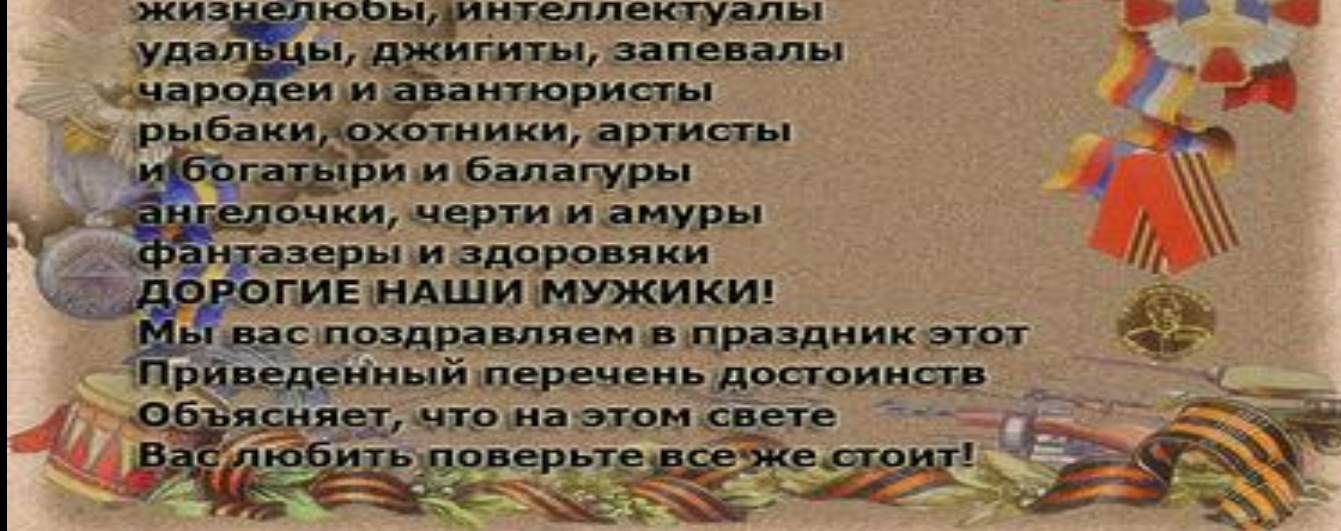 жизнелюбы, интеллектуалы
удальцы, джигиты, запевалы
чародеи и авантюристы
рыбаки, охотники, артисты
и богатыри и балагуры
ангелочки, черти и амуры
фантазеры и здоровяки
ДОРОГИЕ НАШИ МУЖИКИ!
Мы вас поздравляем в праздник этот
Приведенный перечень достоинств
Объясняет, что на этом свете
Вас любить поверьте все же стоит!